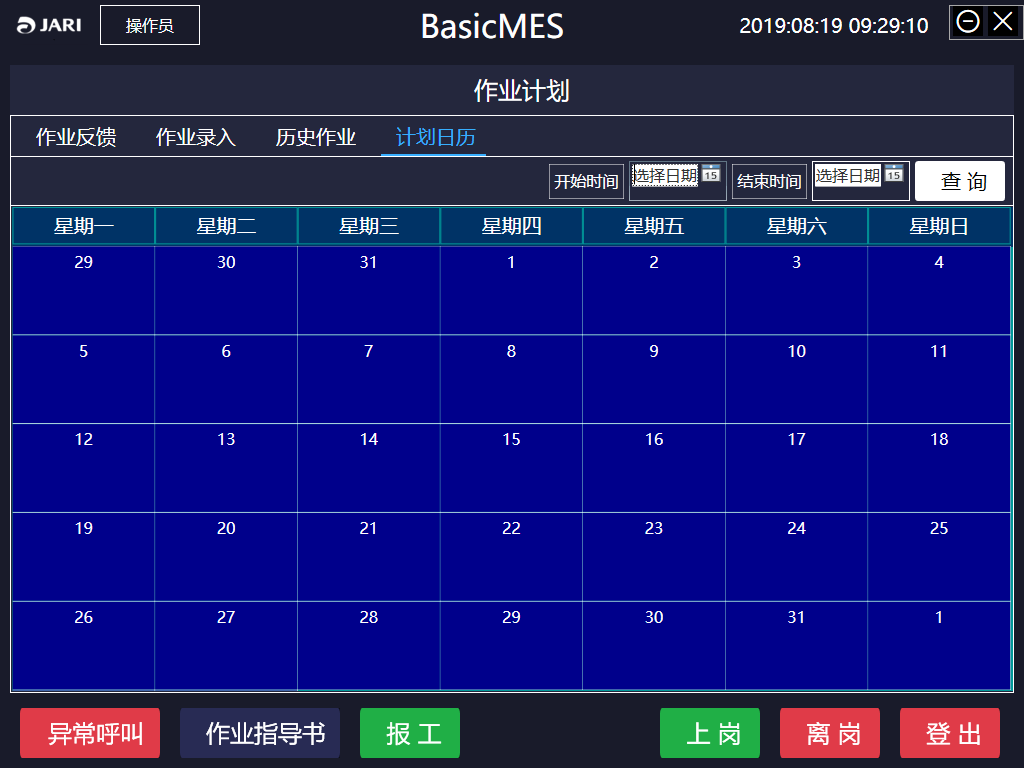 JARI 操作员 BasicMES 2019:08:19 09:29:10
作业计划
作业反馈 作业录入 历史作业 计划日历
开始时间 选择日期 15 结束时间 选择日期 15 查 询
星期一 星期二 星期三 星期四 星期五 星期六 星期日
29 30 31 1 2 3 4
5 6 7 8 9 10 11
12 13 14 15 16 17 18
19 20 21 22 23 24 25
26 27 28 29 30 31 1
异常呼叫 作业指导书 报 工 上 岗 离 岗 登 出